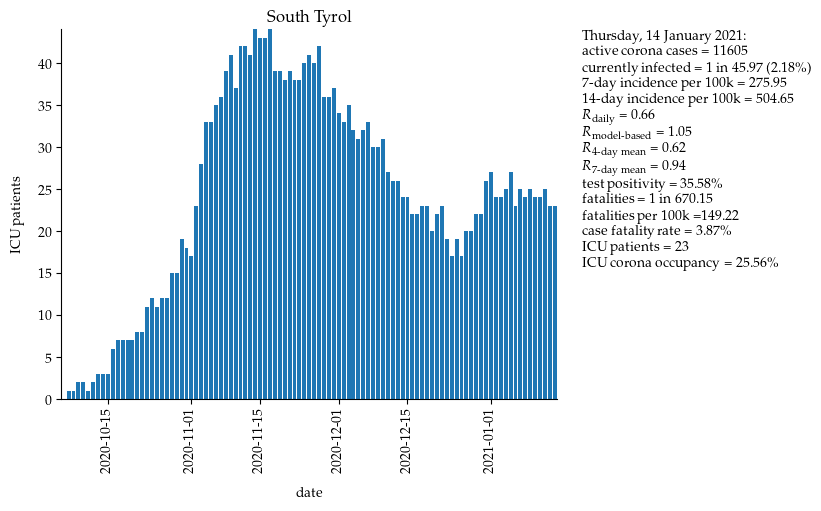 South Tyrol
Thursday, 14 January 2021:
active corona cases = 11605
currently infected = 1 in 45.97 (2.18%)
7-day incidence per 100k = 275.95
14-day incidence per 100k = 504.65
R daily = 0.66
R model-based = 1.05
R 4-day mean = 0.62
R 7-day mean = 0.94
test positivity = 35.58%
fatalities = 1 in 670.15
fatalities per 100k =149.22
case fatality rate = 3.87%
ICU patients = 23
ICU corona occupancy = 25.56%
ICU patients
40
35
30
25
20
15
10
5
0
2020-10-15
2020-11-01
2020-11-15
2020-12-01
2020-12-15
2021-01-01
date